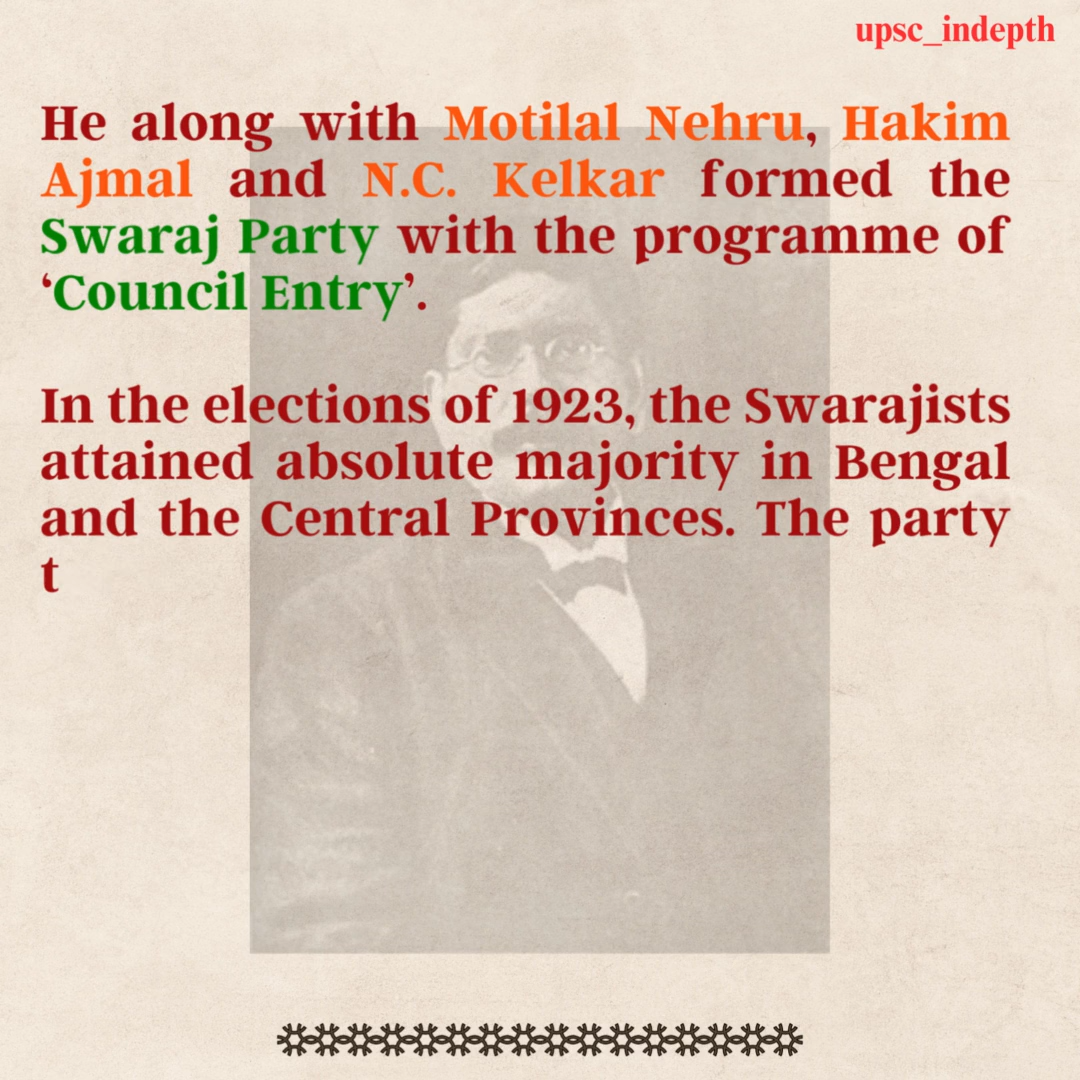 upsc_indepth
He along with Motilal Nehru, Hakim
Ajmal and N.C. Kelkar formed the
Swaraj Party with the programme of
‘Council Entry’.
In the elections of 1923, the Swarajists
attained absolute majority in Bengal
and the Central Provinces. The party
t